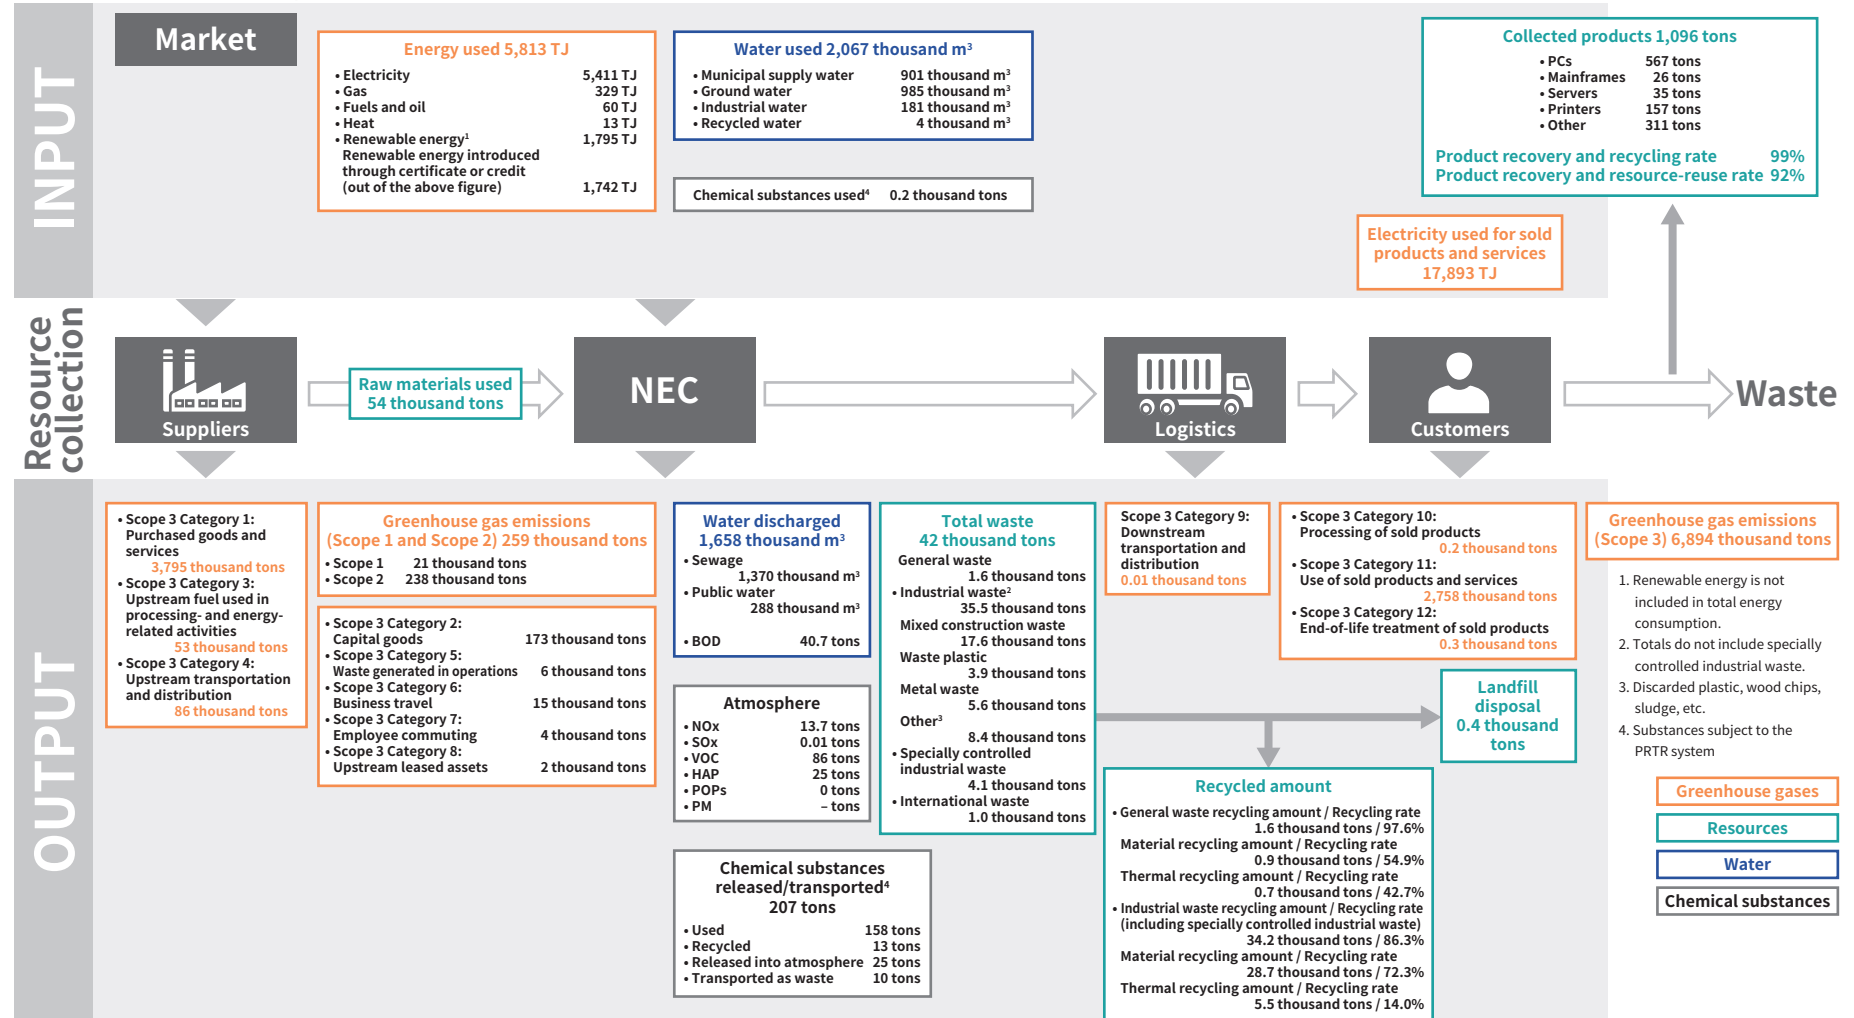 INPUT
Market
Energy used 5,813 TJ
• Electricity 5,411 TJ
• Gas 329 TJ
• Fuels and oil 60 TJ
• Heat 13 TJ
• Renewable energy¹ 1,795 TJ
Renewable energy introduced
through certificate or credit
(out of the above figure) 1,742 TJ
Water used 2,067 thousand m³
• Municipal supply water 901 thousand m³
• Ground water 985 thousand m³
• Industrial water 181 thousand m³
• Recycled water 4 thousand m³
Chemical substances used⁴ 0.2 thousand tons
Collected products 1,096 tons
• PCs 567 tons
• Mainframes 26 tons
• Servers 35 tons
• Printers 157 tons
• Other 311 tons
Product recovery and recycling rate 99%
Product recovery and resource-reuse rate 92%
Electricity used for sold
products and services
17,893 TJ
Resource
collection
Suppliers
Raw materials used
54 thousand tons
NEC
Logistics
Customers
Waste
OUTPUT
• Scope 3 Category 1:
Purchased goods and
services
3,795 thousand tons
• Scope 3 Category 3:
Upstream fuel used in
processing- and energy-
related activities
53 thousand tons
• Scope 3 Category 4:
Upstream transportation
and distribution
86 thousand tons
Greenhouse gas emissions
(Scope 1 and Scope 2) 259 thousand tons
• Scope 1 21 thousand tons
• Scope 2 238 thousand tons
• Scope 3 Category 2:
Capital goods 173 thousand tons
• Scope 3 Category 5:
Waste generated in operations 6 thousand tons
• Scope 3 Category 6:
Business travel 15 thousand tons
• Scope 3 Category 7:
Employee commuting 4 thousand tons
• Scope 3 Category 8:
Upstream leased assets 2 thousand tons
Water discharged
1,658 thousand m³
• Sewage
1,370 thousand m³
• Public water
288 thousand m³
• BOD 40.7 tons
Atmosphere
• NOx 13.7 tons
• SOx 0.01 tons
• VOC 86 tons
• HAP 25 tons
• POPs 0 tons
• PM – tons
Chemical substances
released/transported⁴
207 tons
• Used 158 tons
• Recycled 13 tons
• Released into atmosphere 25 tons
• Transported as waste 10 tons
Total waste
42 thousand tons
General waste
1.6 thousand tons
• Industrial waste²
35.5 thousand tons
Mixed construction waste
17.6 thousand tons
Waste plastic
3.9 thousand tons
Metal waste
5.6 thousand tons
Other³
8.4 thousand tons
• Specially controlled
industrial waste
4.1 thousand tons
• International waste
1.0 thousand tons
Scope 3 Category 9:
Downstream
transportation and
distribution
0.01 thousand tons
• Scope 3 Category 10:
Processing of sold products
0.2 thousand tons
• Scope 3 Category 11:
Use of sold products and services
2,758 thousand tons
• Scope 3 Category 12:
End-of-life treatment of sold products
0.3 thousand tons
Landfill
disposal
0.4 thousand
tons
Recycled amount
• General waste recycling amount / Recycling rate
1.6 thousand tons / 97.6%
Material recycling amount / Recycling rate
0.9 thousand tons / 54.9%
Thermal recycling amount / Recycling rate
0.7 thousand tons / 42.7%
• Industrial waste recycling amount / Recycling rate
(including specially controlled industrial waste)
34.2 thousand tons / 86.3%
Material recycling amount / Recycling rate
28.7 thousand tons / 72.3%
Thermal recycling amount / Recycling rate
5.5 thousand tons / 14.0%
Greenhouse gas emissions
(Scope 3) 6,894 thousand tons
1. Renewable energy is not
included in total energy
consumption.
2. Totals do not include specially
controlled industrial waste.
3. Discarded plastic, wood chips,
sludge, etc.
4. Substances subject to the
PRTR system
Greenhouse gases
Resources
Water
Chemical substances